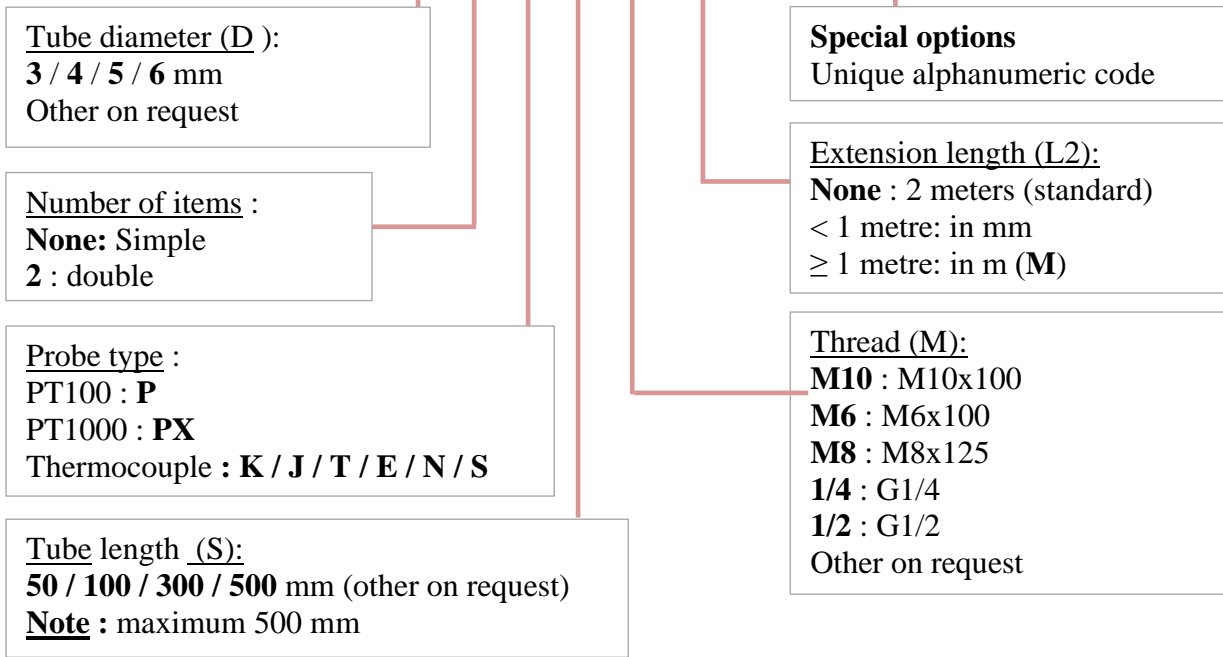 Tube diameter (D ):
3 / 4 / 5 / 6 mm
Other on request
Number of items :
None: Simple
2 : double
Probe type :
PT100 : P
PT1000 : PX
Thermocouple : K / J / T / E / N / S
Tube length (S):
50 / 100 / 300 / 500 mm (other on request)
Note : maximum 500 mm
Special options
Unique alphanumeric code
Extension length (L2):
None : 2 meters (standard)
< 1 metre: in mm
≥ 1 metre: in m (M)
Thread (M):
M10 : M10x100
M6 : M6x100
M8 : M8x125
1/4 : G1/4
1/2 : G1/2
Other on request